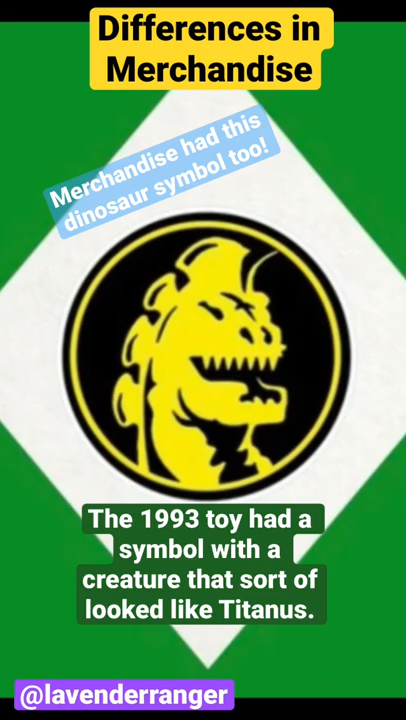 Differences in
Merchandise
Merchandise had this
dinosaur symbol too!
The 1993 toy had a
symbol with a
creature that sort of
looked like Titanus.
@lavenderranger